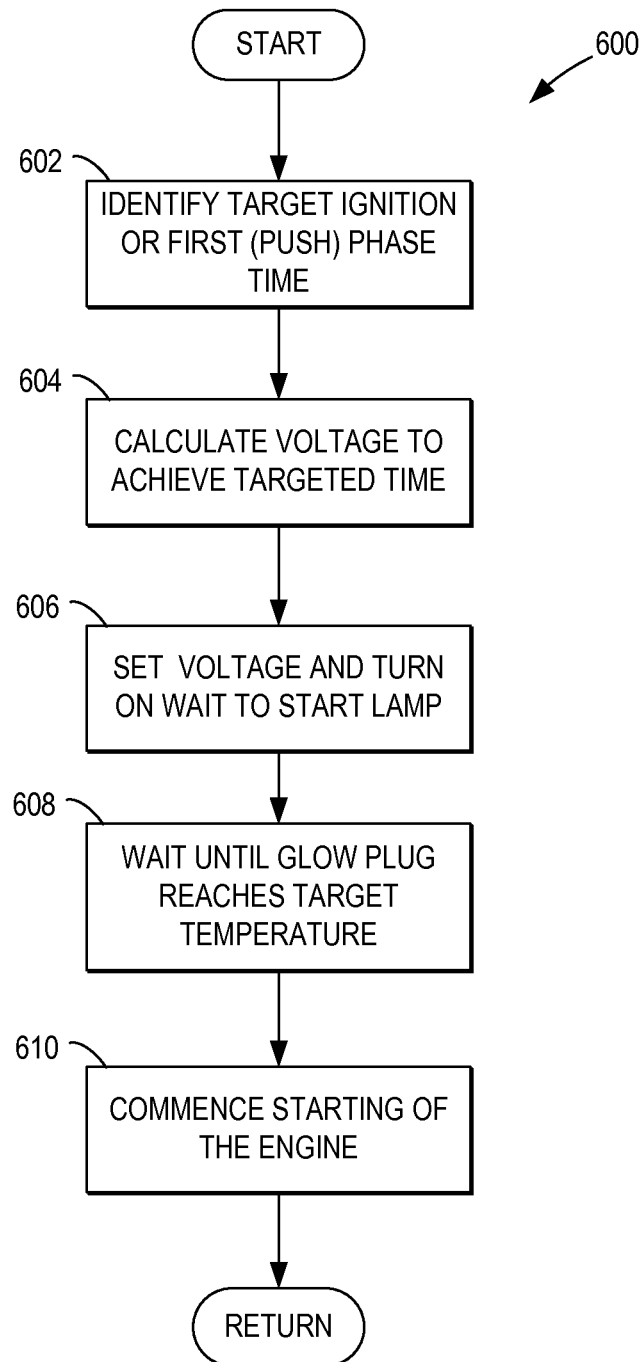 START
600
602
IDENTIFY TARGET IGNITION
OR FIRST (PUSH) PHASE
TIME
604
CALCULATE VOLTAGE TO
ACHIEVE TARGETED TIME
606
SET VOLTAGE AND TURN
ON WAIT TO START LAMP
608
WAIT UNTIL GLOW PLUG
REACHES TARGET
TEMPERATURE
610
COMMENCE STARTING OF
THE ENGINE
RETURN